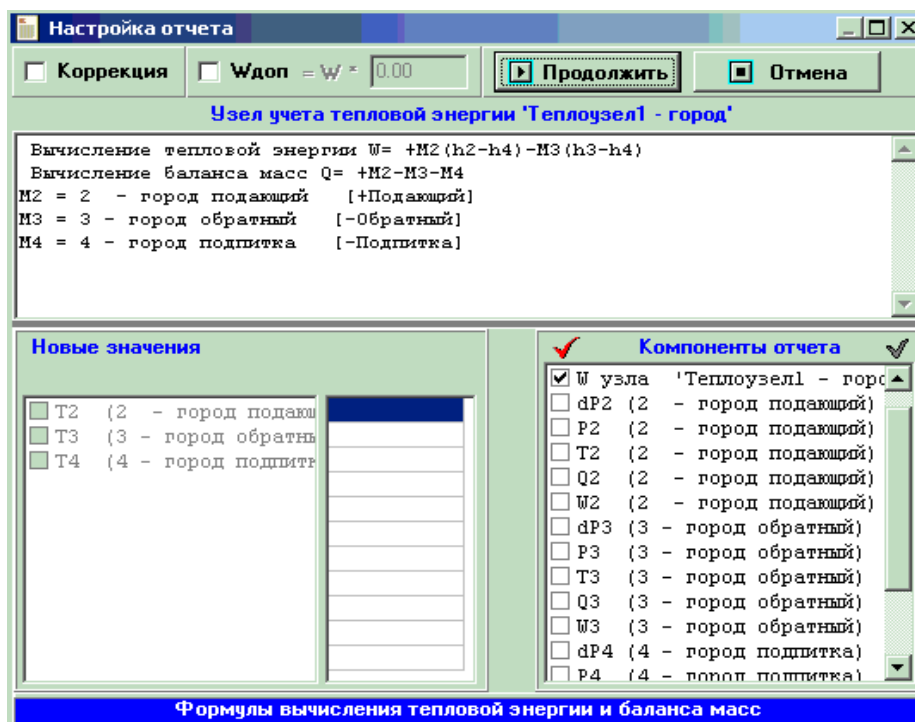 Настройка отчета
Коррекция Wдоп = W * 0.00 Продолжить Отмена
Узел учета тепловой энергии 'Теплоузел1 - город'
Вычисление тепловой энергии W= +M2(h2-h4)-M3(h3-h4)
Вычисление баланса масс Q= +M2-M3-M4
M2 = 2 - город подающий [+Подающий]
M3 = 3 - город обратный [-Обратный]
M4 = 4 - город подпитка [-Подпитка]
Новые значения
T2 (2 - город подающ
T3 (3 - город обратнь
T4 (4 - город подпитк
Компоненты отчета
W узла 'Теплоузел1 - горо
dP2 (2 - город подающий)
P2 (2 - город подающий)
T2 (2 - город подающий)
Q2 (2 - город подающий)
W2 (2 - город подающий)
dP3 (3 - город обратный)
P3 (3 - город обратный)
T3 (3 - город обратный)
Q3 (3 - город обратный)
W3 (3 - город обратный)
dP4 (4 - город подпитка)
P4 (4 - город подпитка)
Формулы вычисления тепловой энергии и баланса масс